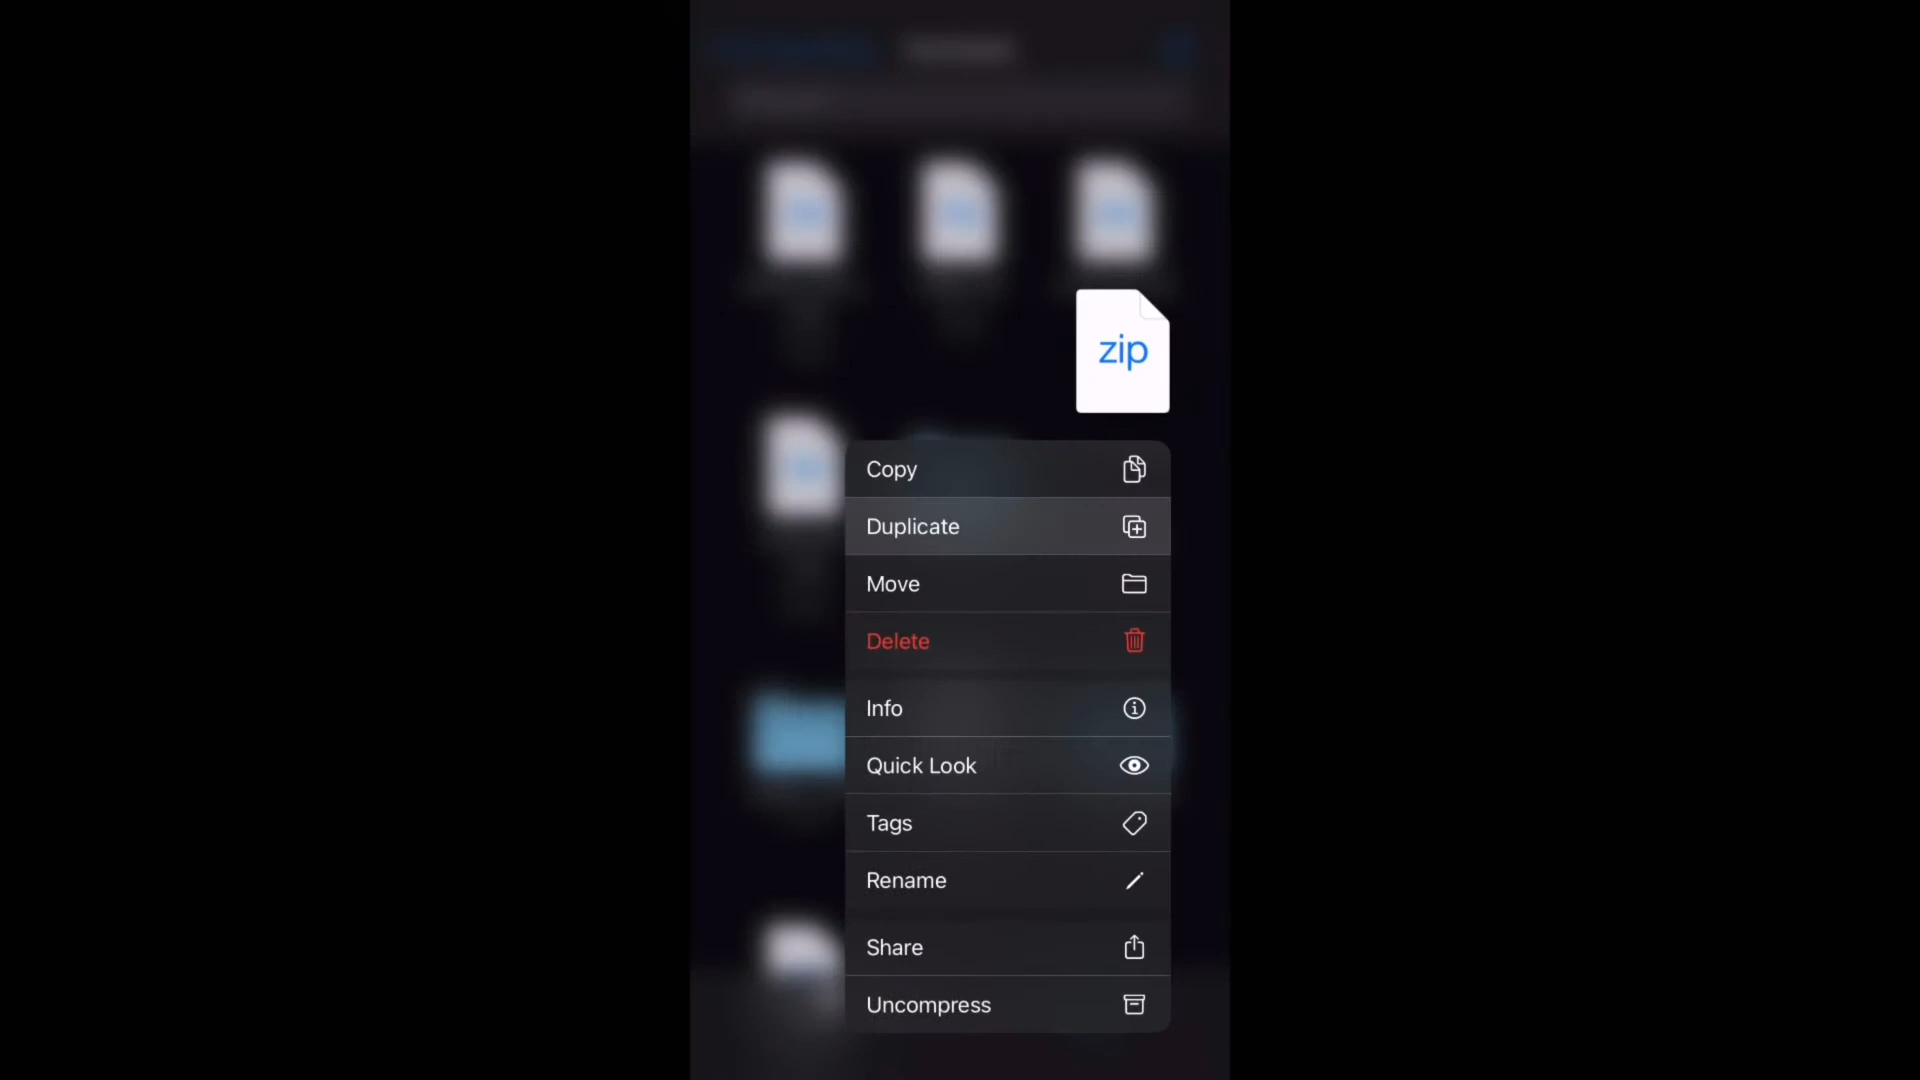 zip
Copy
Duplicate
Move
Delete
Info
Quick Look
Tags
Rename
Share
Uncompress